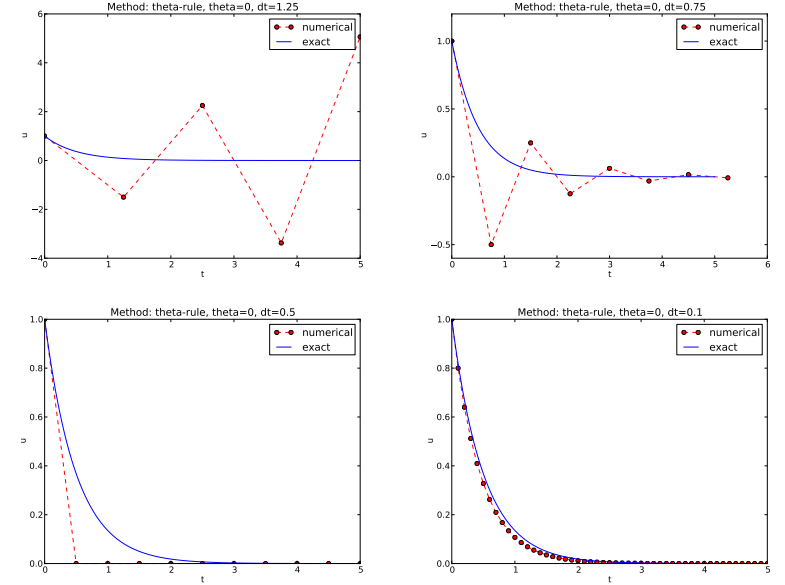 Method: theta-rule, theta=0, dt=1.25
6
4
2
0
−2
−4
u
0
1
2
3
4
5
t
numerical
exact
Method: theta-rule, theta=0, dt=0.75
1.0
0.5
0.0
−0.5
u
0
1
2
3
4
5
6
t
numerical
exact
Method: theta-rule, theta=0, dt=0.5
1.0
0.8
0.6
0.4
0.2
0.0
u
0
1
2
3
4
5
t
numerical
exact
Method: theta-rule, theta=0, dt=0.1
1.0
0.8
0.6
0.4
0.2
0.0
u
0
1
2
3
4
5
t
numerical
exact